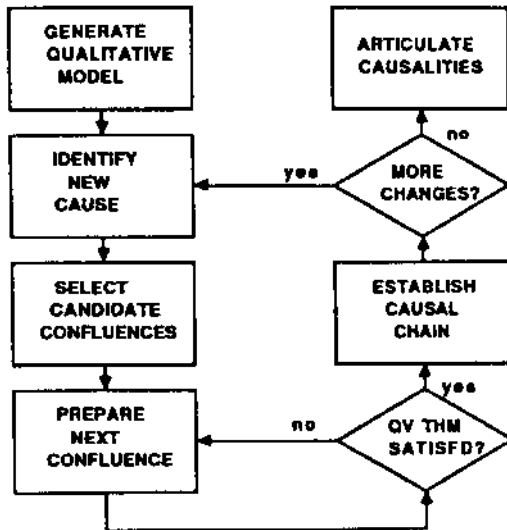 GENERATE
QUALITATIVE
MODEL
IDENTIFY
NEW
CAUSE
SELECT
CANDIDATE
CONFLUENCES
PREPARE
NEXT
CONFLUENCE
no
QV THM
SATISFD?
yes
ESTABLISH
CAUSAL
CHAIN
yes
MORE
CHANGES?
no
ARTICULATE
CAUSALITIES